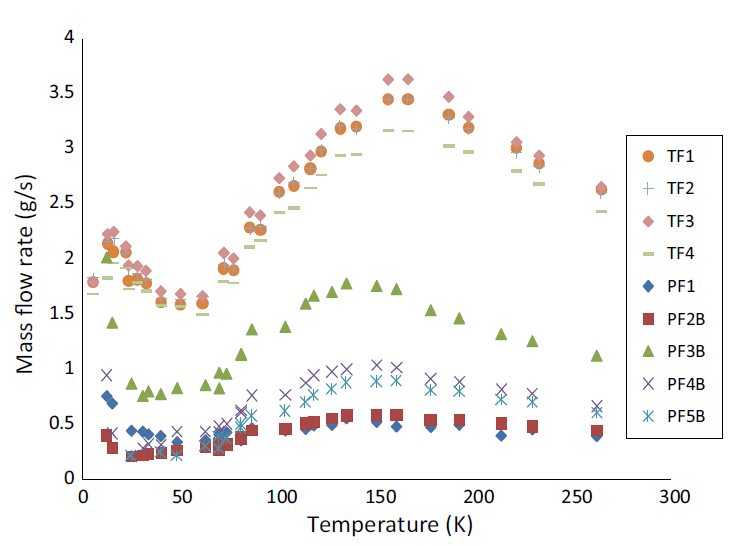 4
3.5
3
2.5
2
1.5
1
0.5
0
Mass flow rate (g/s)
0 50 100 150 200 250 300
Temperature (K)
TF1
TF2
TF3
TF4
PF1
PF2B
PF3B
PF4B
PF5B